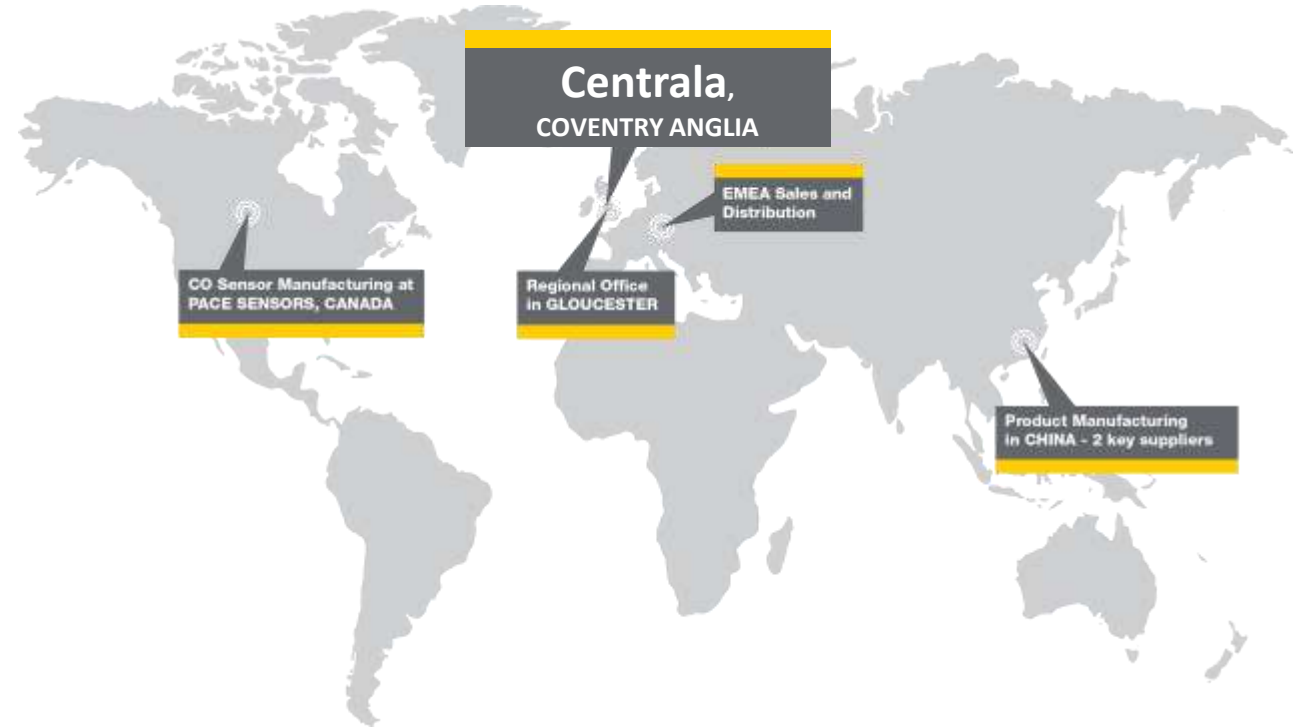 Centrala,
COVENTRY ANGLIA
EMEA Sales and
Distribution
CO Sensor Manufacturing at
PACE SENSORS, CANADA
Regional Office
in GLOUCESTER
Product Manufacturing
in CHINA - 2 key suppliers